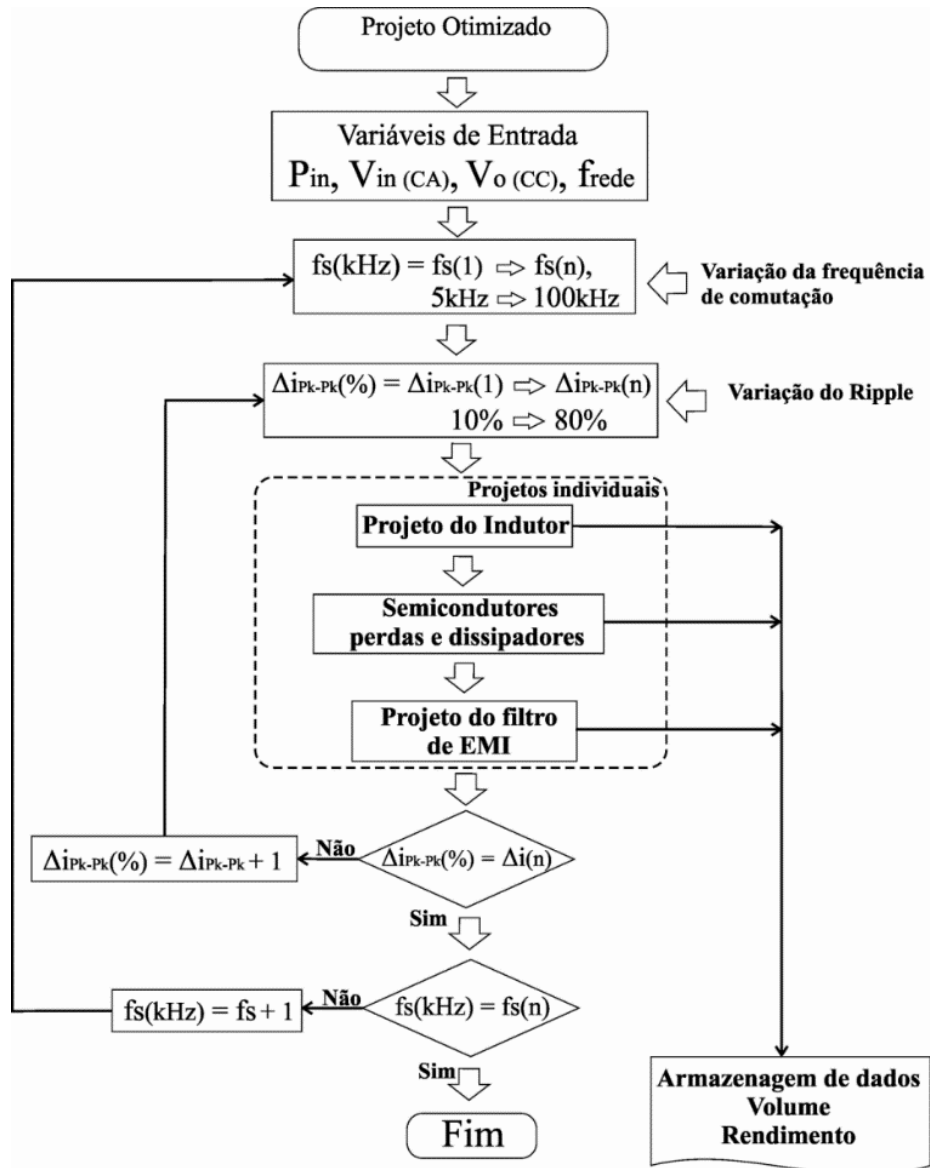 Projeto Otimizado
Variáveis de Entrada
Pin, Vin (CA), Vo (CC), frede
fs(kHz) = fs(1) ⇨ fs(n),
5kHz ⇨ 100kHz
Variação da frequência
de comutação
ΔiPk-Pk(%) = ΔiPk-Pk(1) ⇨ ΔiPk-Pk(n)
10% ⇨ 80%
Variação do Ripple
Projetos individuais
Projeto do Indutor
Semicondutores
perdas e dissipadores
Projeto do filtro
de EMI
ΔiPk-Pk(%) = Δi(n)
Não
ΔiPk-Pk(%) = ΔiPk-Pk + 1
Sim
fs(kHz) = fs(n)
Não
fs(kHz) = fs + 1
Sim
Fim
Armazenagem de dados
Volume
Rendimento